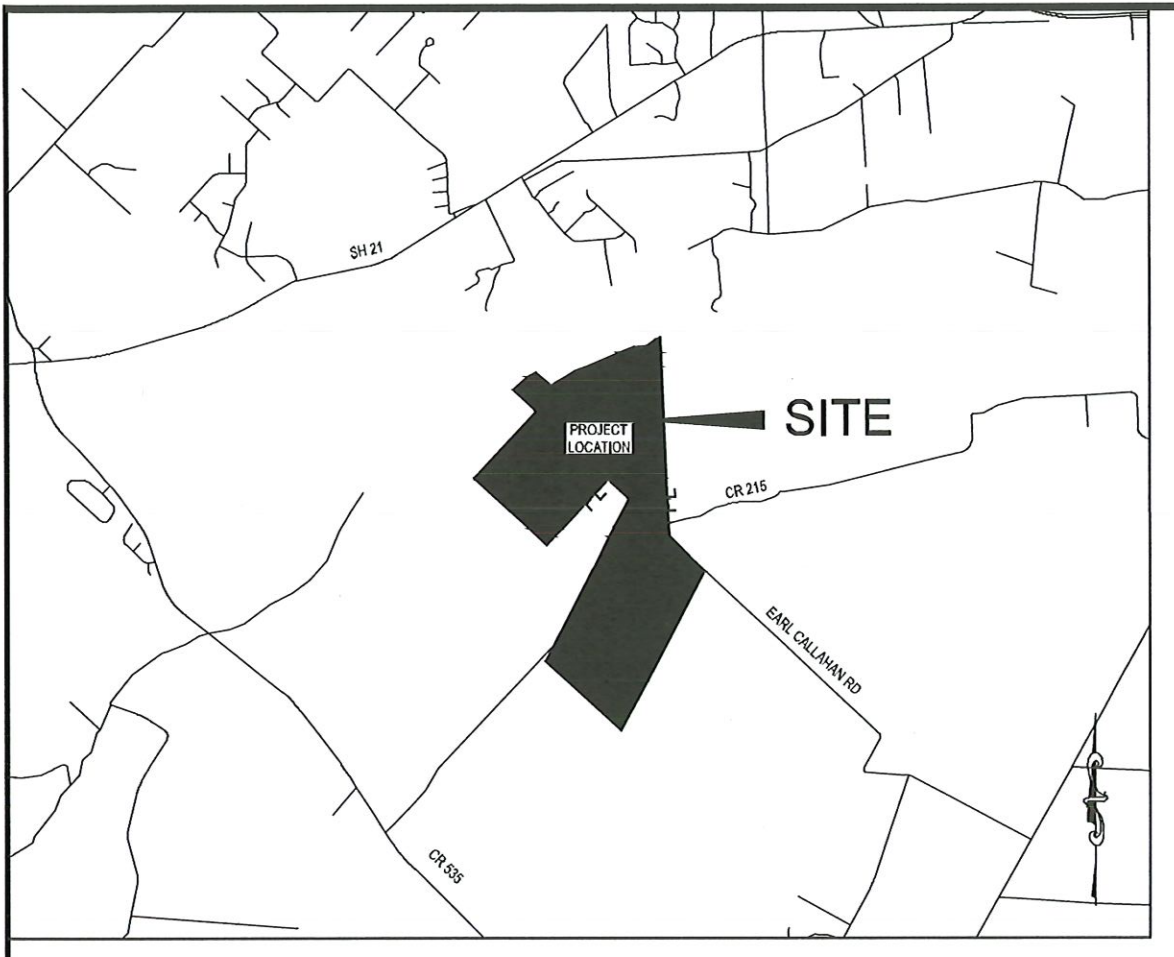 SH 21
PROJECT
LOCATION
SITE
CR 215
EARL CALLAHAN RD
CR 535